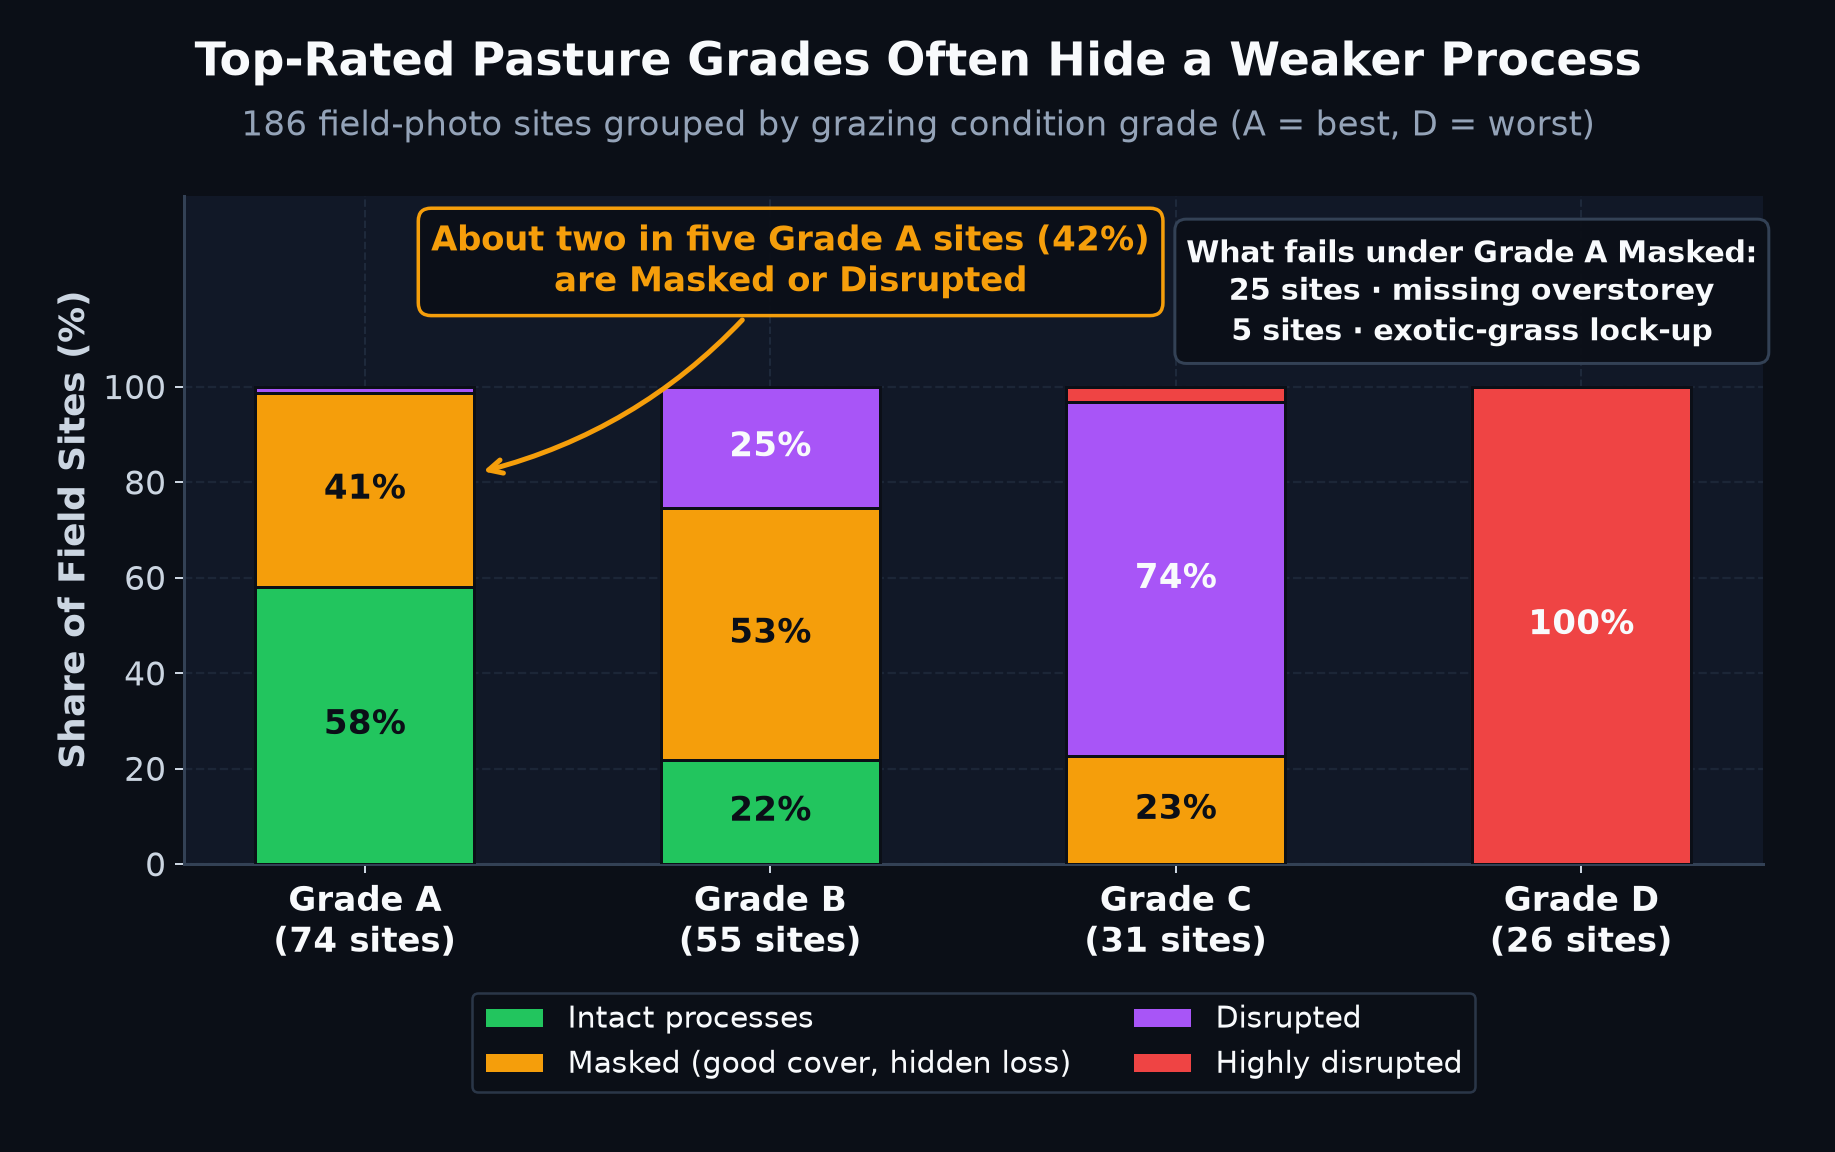 Top-Rated Pasture Grades Often Hide a Weaker Process
186 field-photo sites grouped by grazing condition grade (A = best, D = worst)
About two in five Grade A sites (42%)
are Masked or Disrupted
What fails under Grade A Masked:
25 sites · missing overstorey
5 sites · exotic-grass lock-up
Share of Field Sites (%)
100
80
60
40
20
0
41%
58%
25%
53%
22%
74%
23%
100%
Grade A
(74 sites)
Grade B
(55 sites)
Grade C
(31 sites)
Grade D
(26 sites)
Intact processes
Masked (good cover, hidden loss)
Disrupted
Highly disrupted